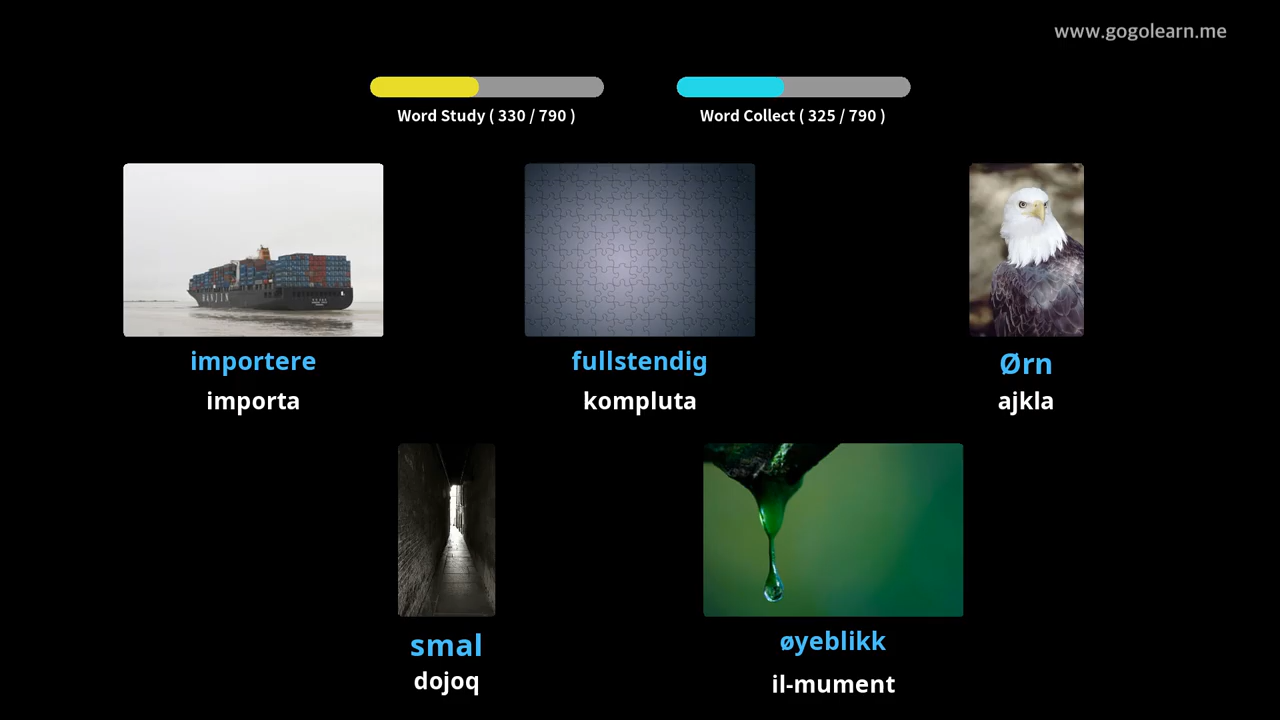 www.gogolearn.me
Word Study ( 330 / 790 )
Word Collect ( 325 / 790 )
HANJIN
importere
importa
fullstendig
kompluta
Ørn
ajkla
smal
dojoq
øyeblikk
il-mument